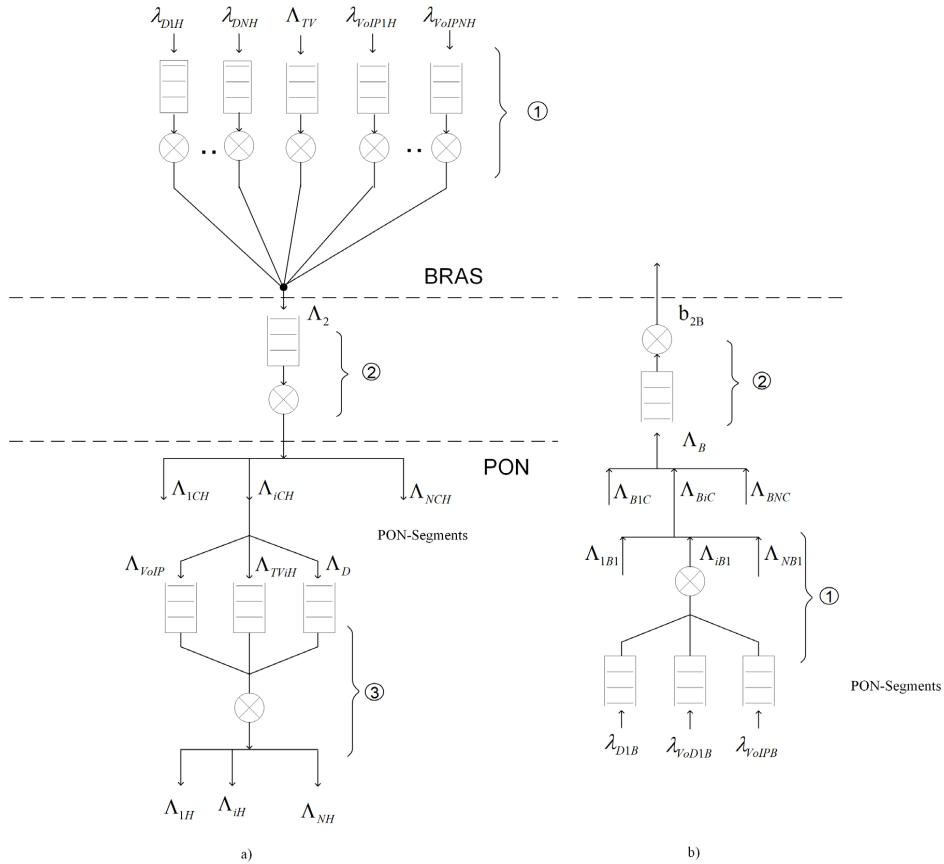 λD1H λDNH ΛTV λVoIP1H λVoIPNH
①
.. ..
BRAS
Λ2 b2B
② ②
ΛB
PON
Λ1CH ΛiCH ΛNCH ΛB1C ΛBiC ΛBNC
PON-Segments
ΛVoIP ΛTViH ΛD Λ1B1 ΛiB1 ΛNB1
①
③ PON-Segments
λD1B λVoD1B λVoIPB
Λ1H ΛiH ΛNH
a) b)